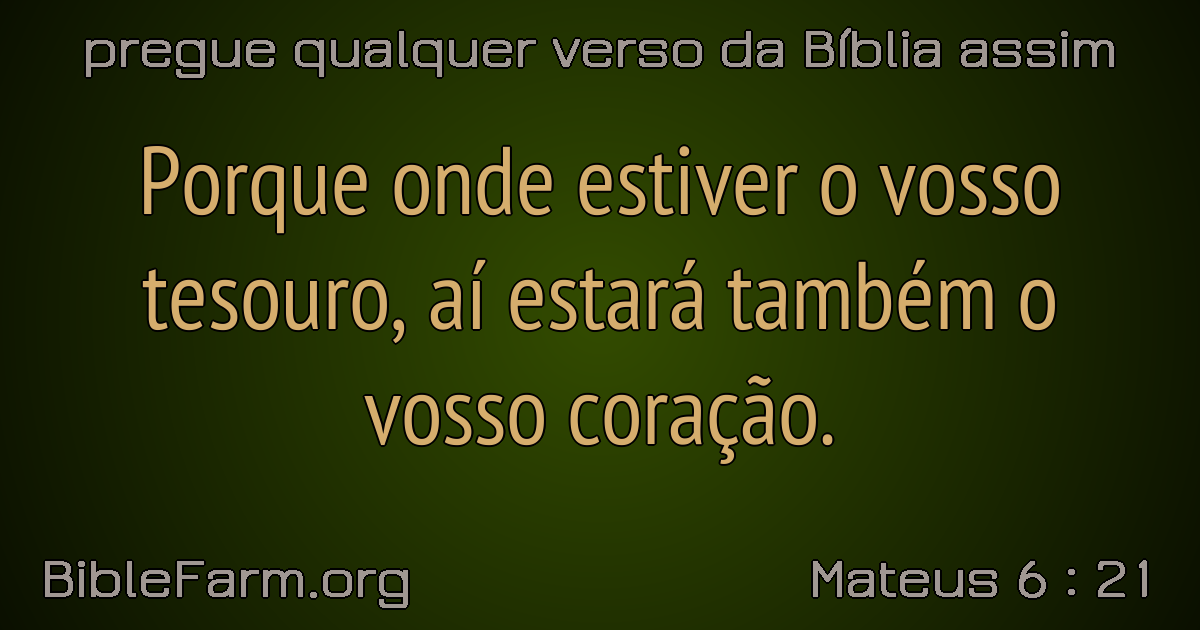 pregue qualquer verso da Bíblia assim
Porque onde estiver o vosso
tesouro, aí estará também o
vosso coração.
BibleFarm.org
Mateus 6 : 21